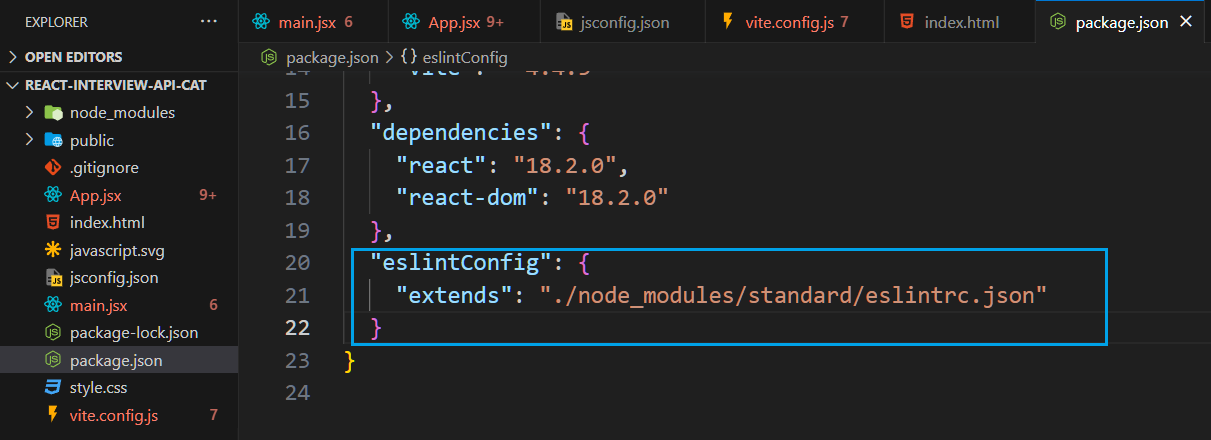 EXPLORER
OPEN EDITORS
REACT-INTERVIEW-API-CAT
node_modules
public
.gitignore
App.jsx 9+
index.html
javascript.svg
jsconfig.json
main.jsx 6
package-lock.json
package.json
style.css
vite.config.js 7
main.jsx 6
App.jsx 9+
jsconfig.json
vite.config.js 7
index.html
package.json
package.json > {} eslintConfig
15 },
16 "dependencies": {
17 "react": "18.2.0",
18 "react-dom": "18.2.0"
19 },
20 "eslintConfig": {
21 "extends": "./node_modules/standard/eslintrc.json"
22 }
23 }
24